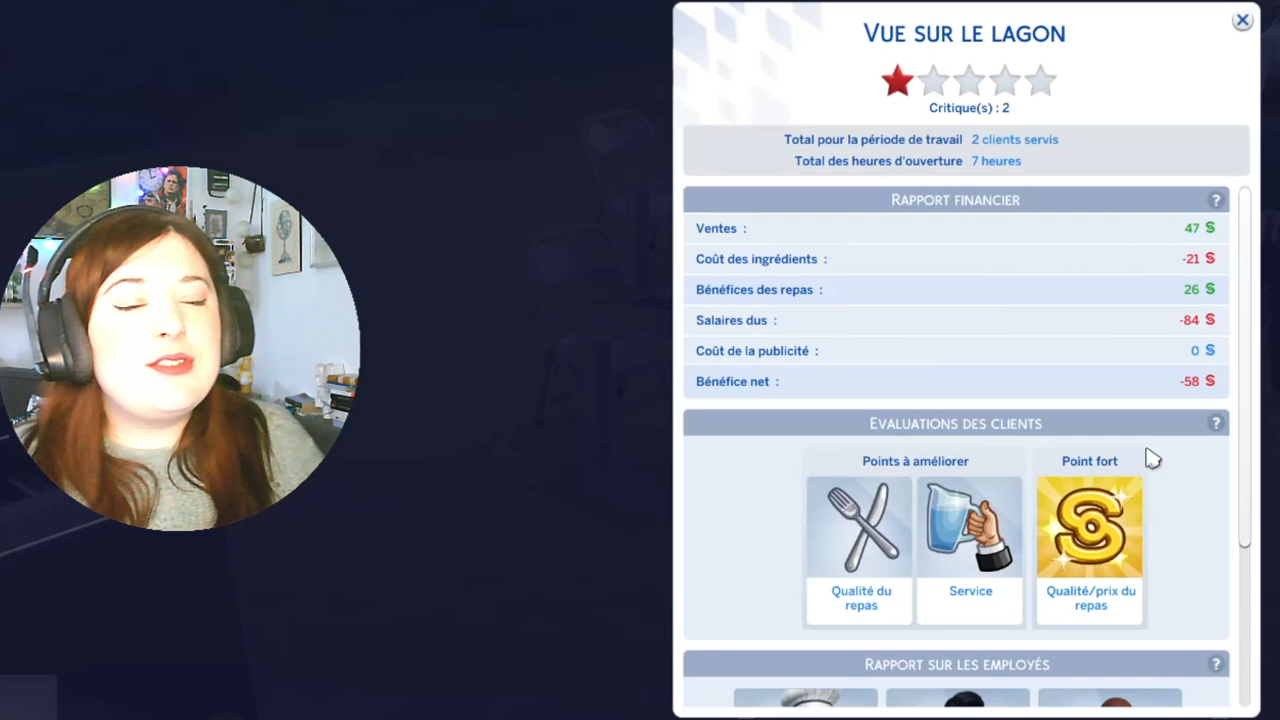 VUE SUR LE LAGON
Critique(s) : 2
Total pour la période de travail 2 clients servis
Total des heures d'ouverture 7 heures
RAPPORT FINANCIER ?
Ventes : 47 S
Coût des ingrédients : -21 S
Bénéfices des repas : 26 S
Salaires dus : -84 S
Coût de la publicité : 0 S
Bénéfice net : -58 S
EVALUATIONS DES CLIENTS ?
Points à améliorer Point fort
Qualité du repas
Service
Qualité/prix du repas
RAPPORT SUR LES EMPLOYÉS ?